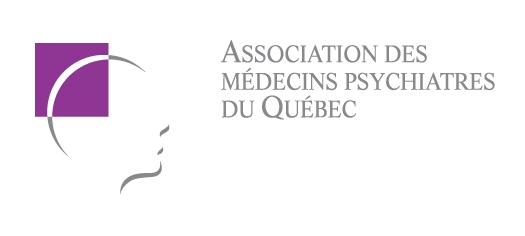 Association des
médecins psychiatres
du Québec